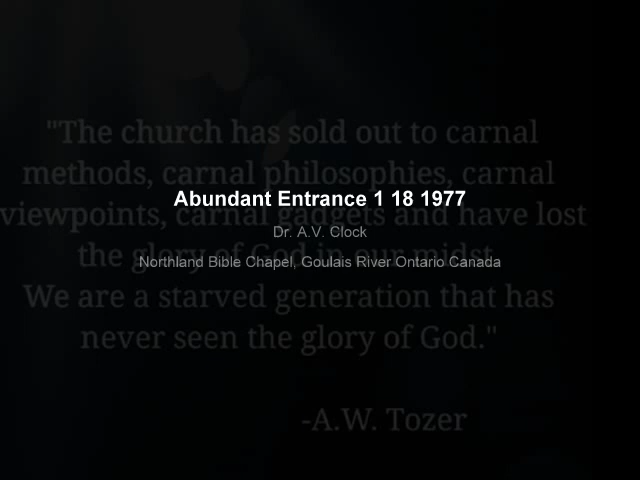 "The church has sold out to carnal
methods, carnal philosophies, carnal
Abundant Entrance 1 18 1977
viewpoints, carnal gadgets and have lost
Dr. A.V. Clock
the glory of God in our midst.
Northland Bible Chapel, Goulais River Ontario Canada
We are a starved generation that has
never seen the glory of God."
-A.W. Tozer